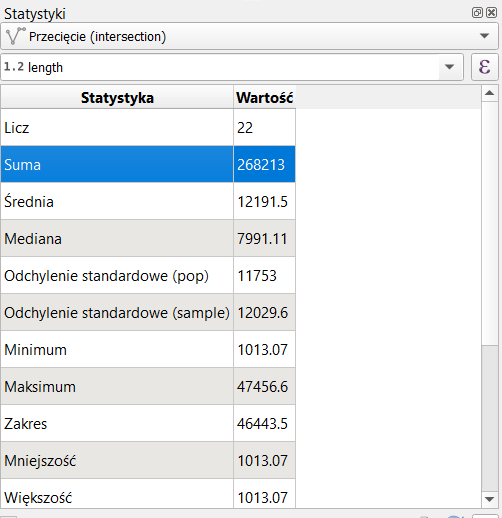 Statystyki
Przecięcie (intersection)
1.2 length
ε
Statystyka Wartość
Licz 22
Suma 268213
Średnia 12191.5
Mediana 7991.11
Odchylenie standardowe (pop) 11753
Odchylenie standardowe (sample) 12029.6
Minimum 1013.07
Maksimum 47456.6
Zakres 46443.5
Mniejszość 1013.07
Większość 1013.07